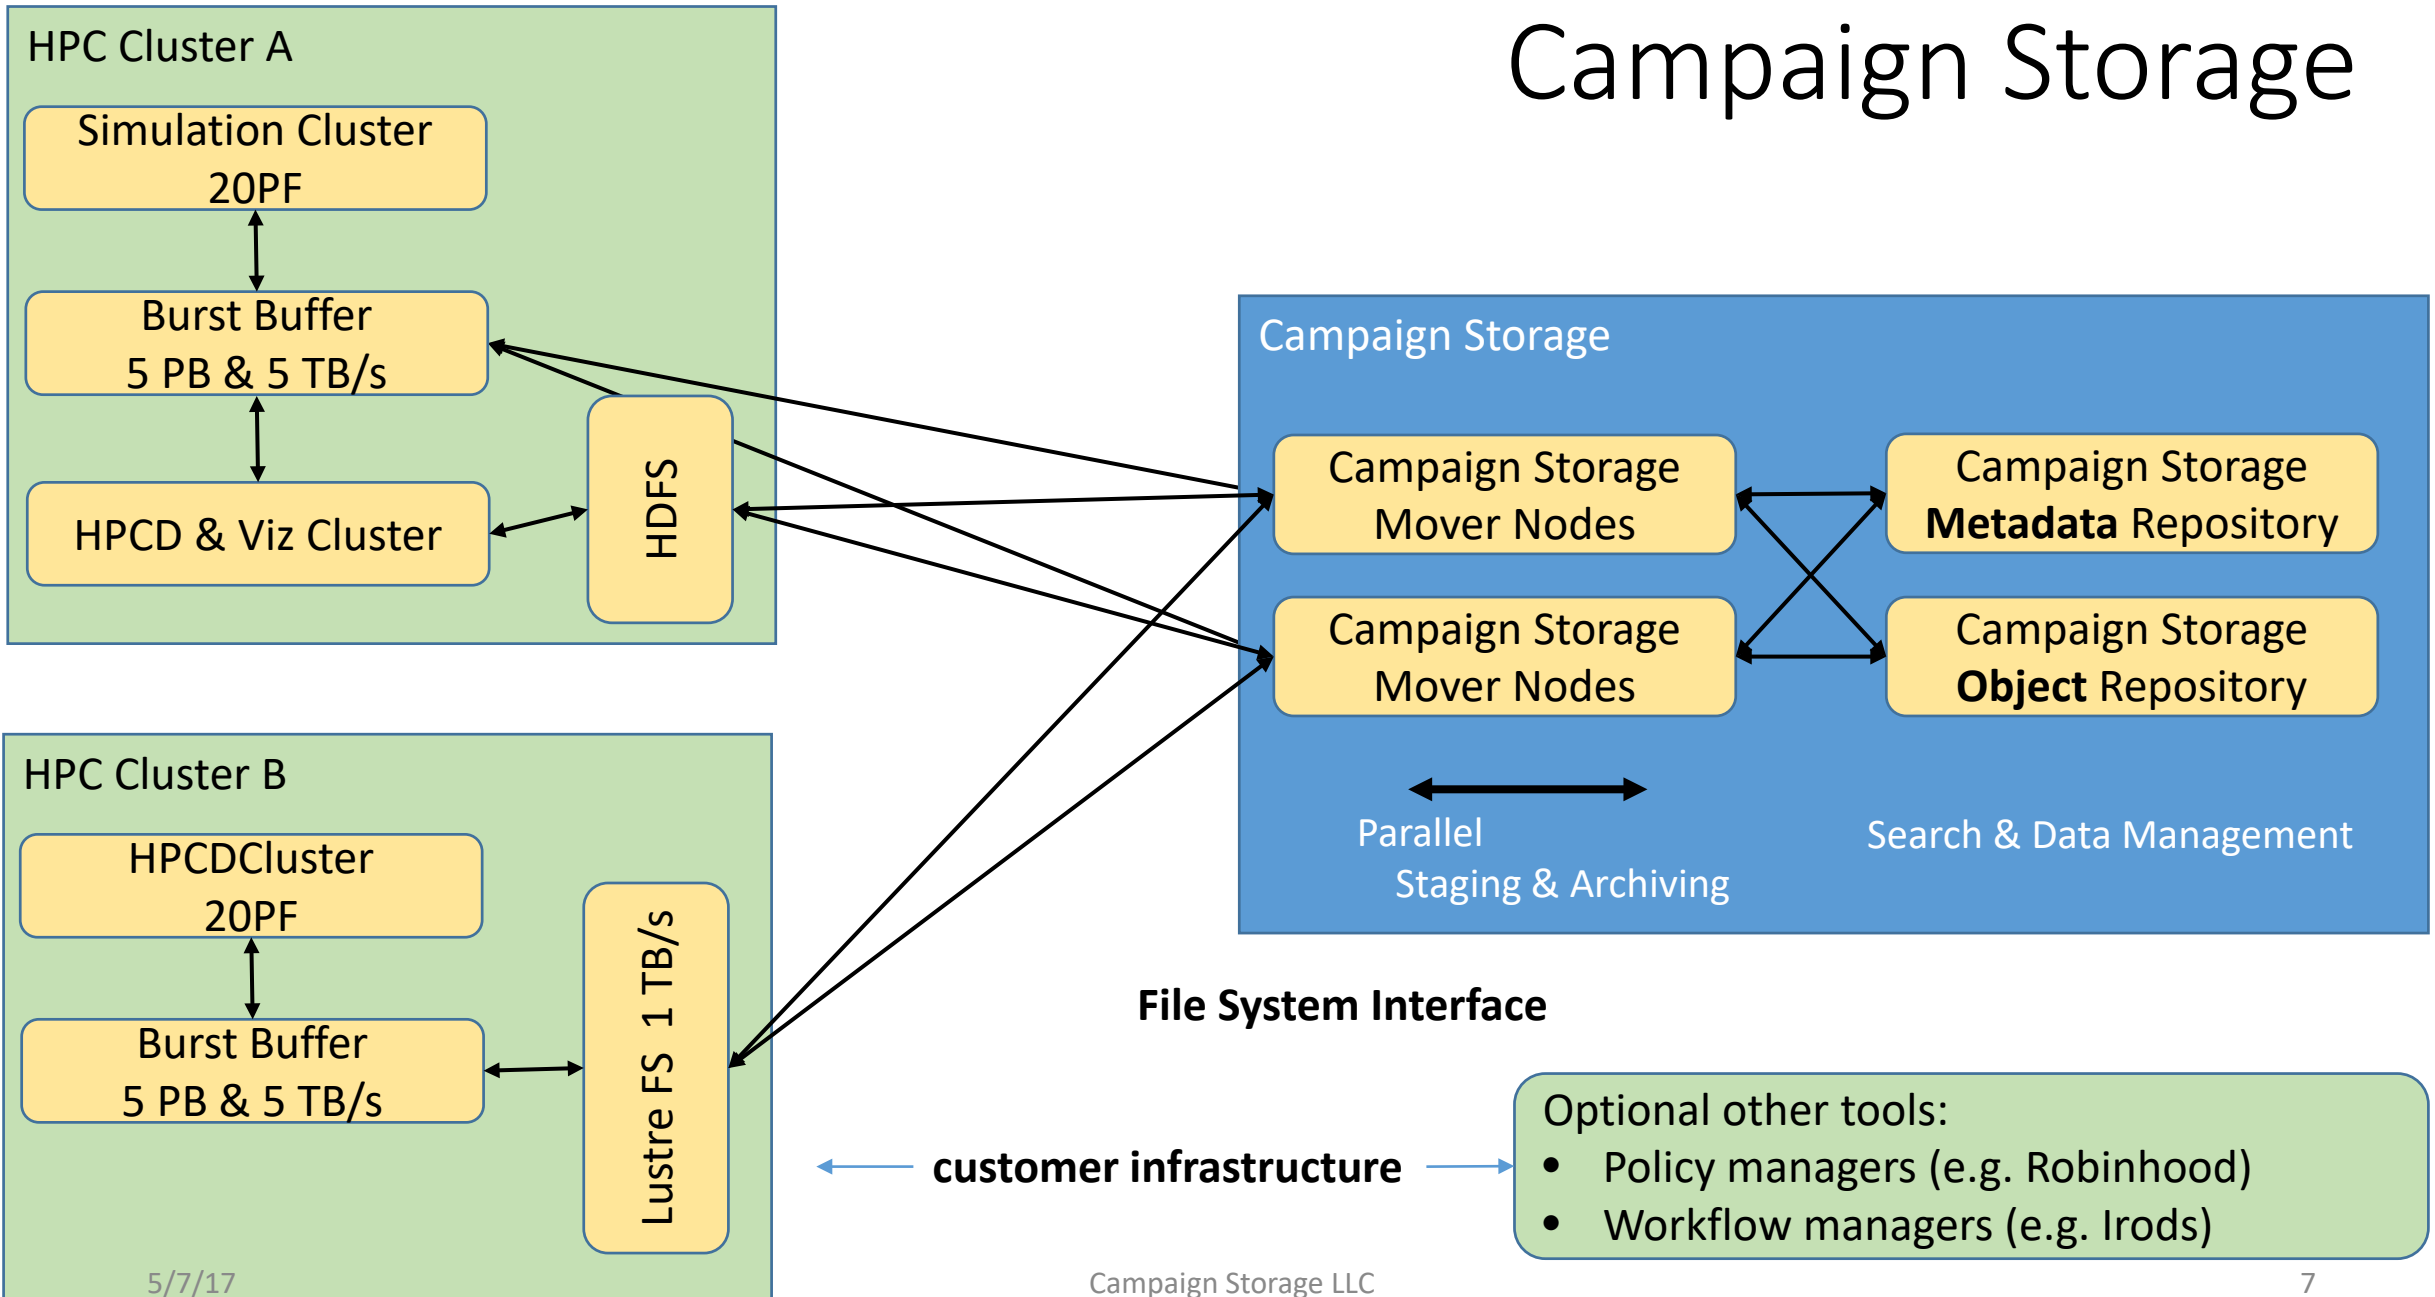 Campaign Storage
HPC Cluster A
Simulation Cluster
20PF
Burst Buffer
5 PB & 5 TB/s
HPCD & Viz Cluster
HDFS
HPC Cluster B
HPCDCluster
20PF
Burst Buffer
5 PB & 5 TB/s
Lustre FS 1 TB/s
Campaign Storage
Campaign Storage
Mover Nodes
Campaign Storage
Metadata Repository
Campaign Storage
Mover Nodes
Campaign Storage
Object Repository
Parallel
Staging & Archiving
Search & Data Management
File System Interface
customer infrastructure
Optional other tools:
• Policy managers (e.g. Robinhood)
• Workflow managers (e.g. Irods)
5/7/17
Campaign Storage LLC
7